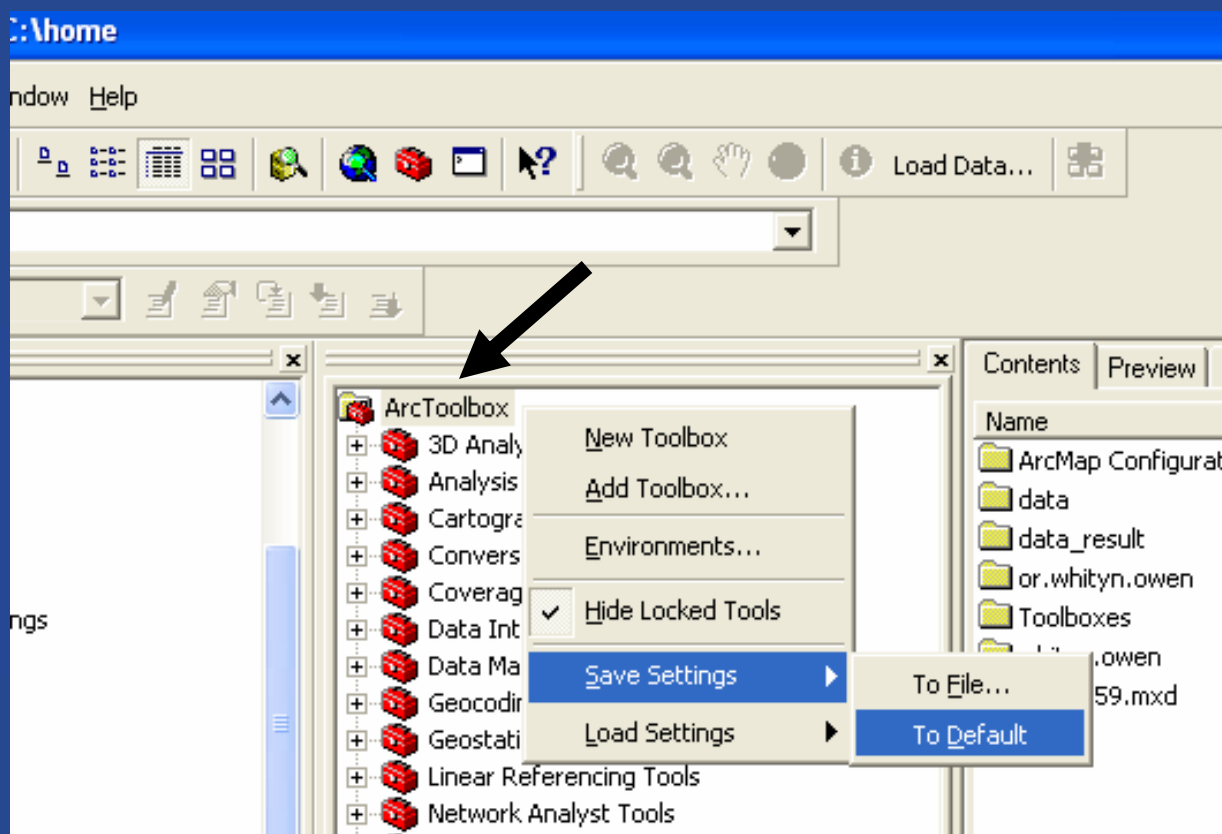 C:\home
ndow Help
Load Data...
Contents Preview
ArcToolbox
3D Analy
Analysis
Cartogra
Convers
Coverag
Data Int
Data Ma
Geocodir
Geostati
Linear Referencing Tools
Network Analyst Tools
New Toolbox
Add Toolbox...
Environments...
Hide Locked Tools
Save Settings
Load Settings
To File...
To Default
Name
ArcMap Configurat
data
data_result
or.whityn.owen
Toolboxes
.owen
59.mxd
ngs